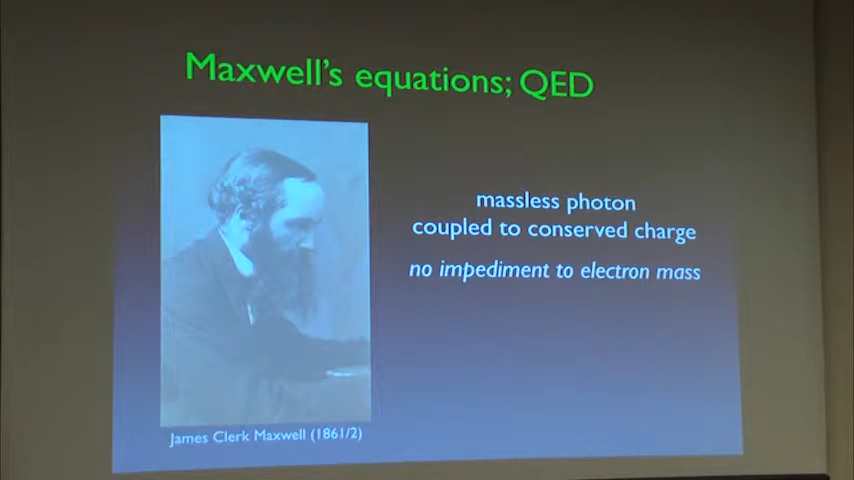 Maxwell's equations; QED
massless photon
coupled to conserved charge
no impediment to electron mass
James Clerk Maxwell (1861/2)